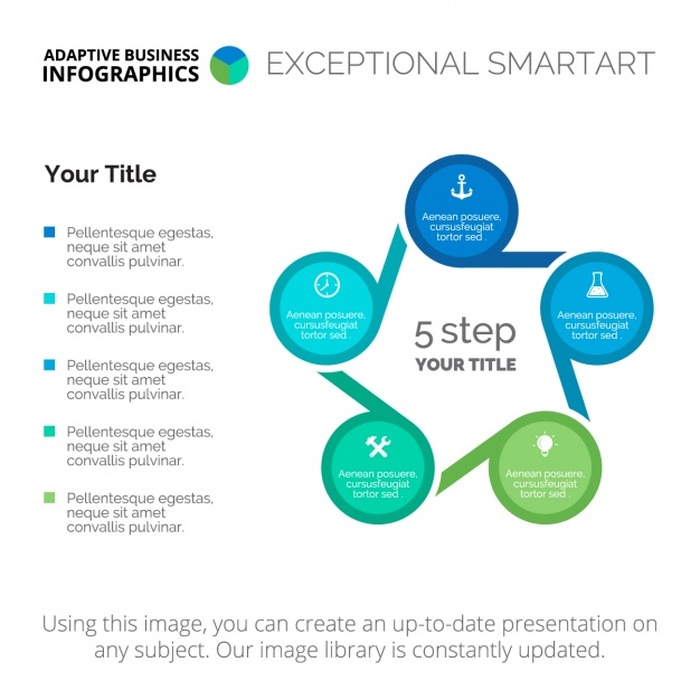 ADAPTIVE BUSINESS
INFOGRAPHICS
EXCEPTIONAL SMARTART
Your Title
Pellentesque egestas,
neque sit amet
convallis pulvinar.
Pellentesque egestas,
neque sit amet
convallis pulvinar.
Pellentesque egestas,
neque sit amet
convallis pulvinar.
Pellentesque egestas,
neque sit amet
convallis pulvinar.
Pellentesque egestas,
neque sit amet
convallis pulvinar.
Aenean posuere,
cursusfeugiat
tortor sed .
Aenean posuere,
cursusfeugiat
tortor sed .
Aenean posuere,
cursusfeugiat
tortor sed .
5 step
YOUR TITLE
Aenean posuere,
cursusfeugiat
tortor sed .
Aenean posuere,
cursusfeugiat
tortor sed .
Using this image, you can create an up-to-date presentation on
any subject. Our image library is constantly updated.